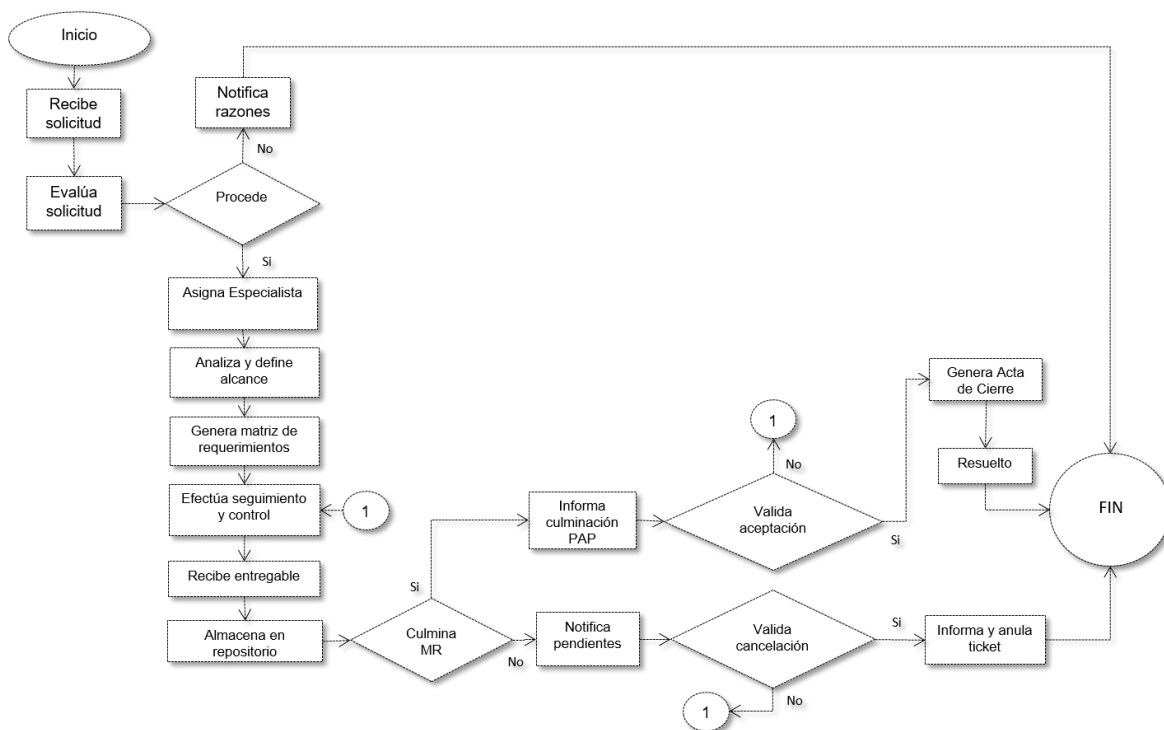 Inicio
Recibe
solicitud
Evalúa
solicitud
Notifica
razones
No
Procede
Si
Asigna Especialista
Analiza y define
alcance
Genera matriz de
requerimientos
Efectúa seguimiento
y control
1
Recibe entregable
Almacena en
repositorio
Culmina
MR
Si
No
Informa
culminación
PAP
Valida
aceptación
No
1
Si
Genera Acta
de Cierre
Resuelto
FIN
Notifica
pendientes
Valida
cancelación
No
1
Si
Informa y anula
ticket